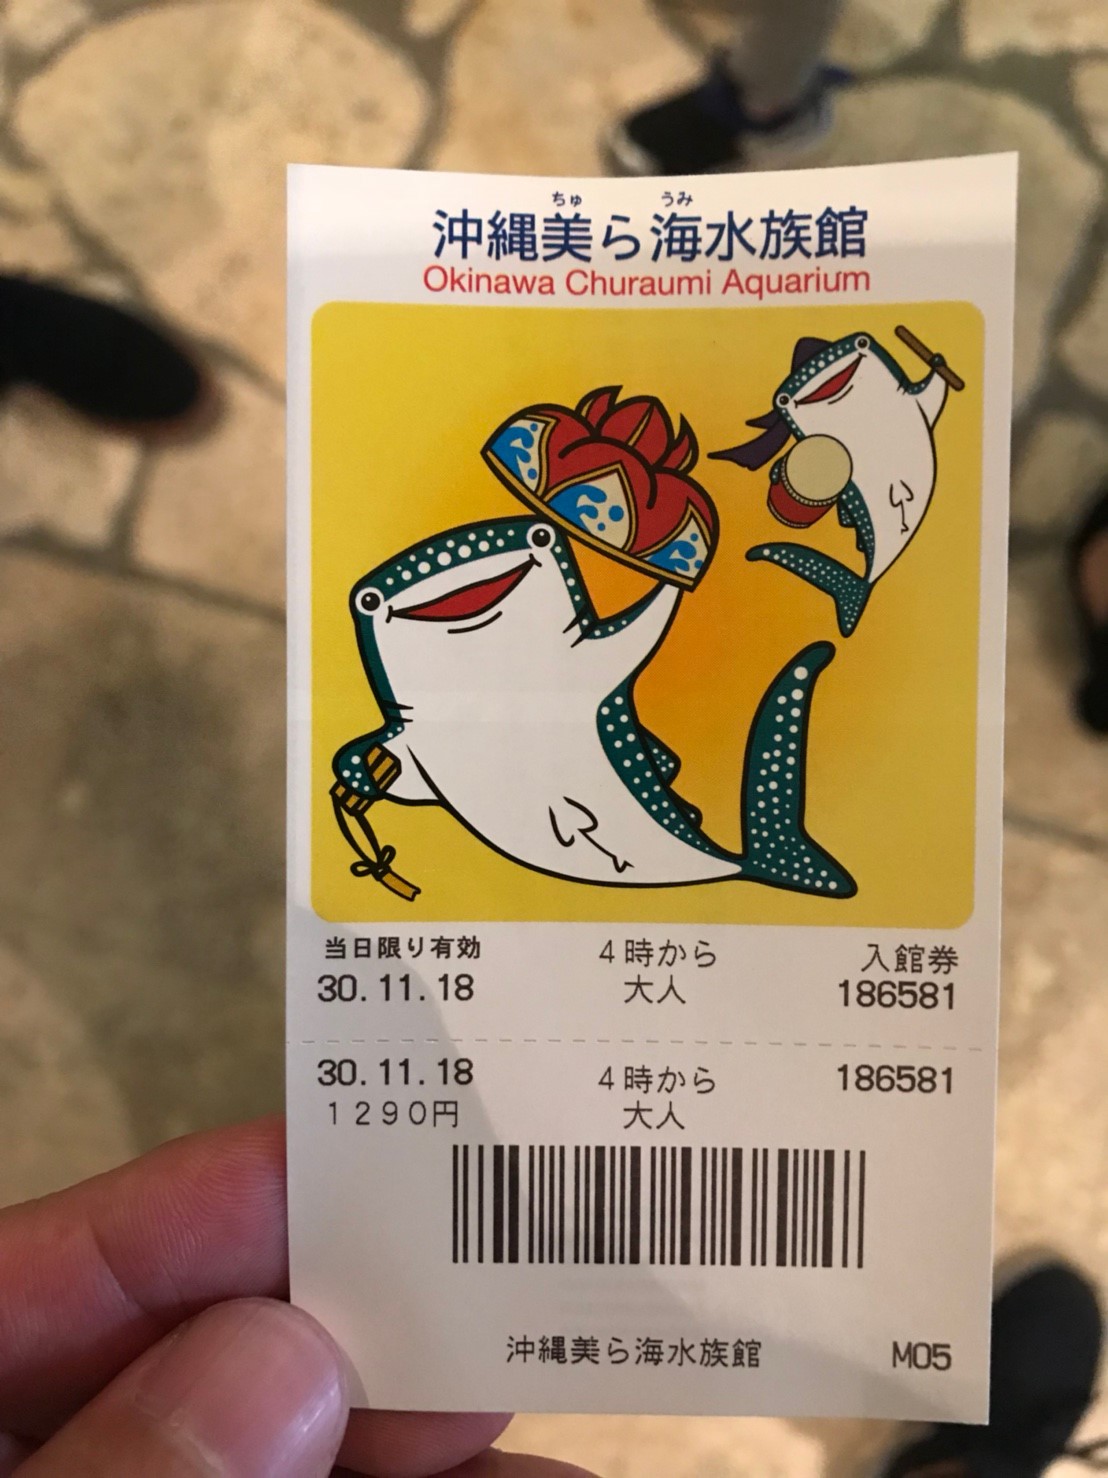 ちゅ うみ
沖縄美ら海水族館
Okinawa Churaumi Aquarium
当日限り有効 4時から 入館券
30.11.18 大人 186581
30.11.18 4時から 186581
1290円 大人
沖縄美ら海水族館 M05